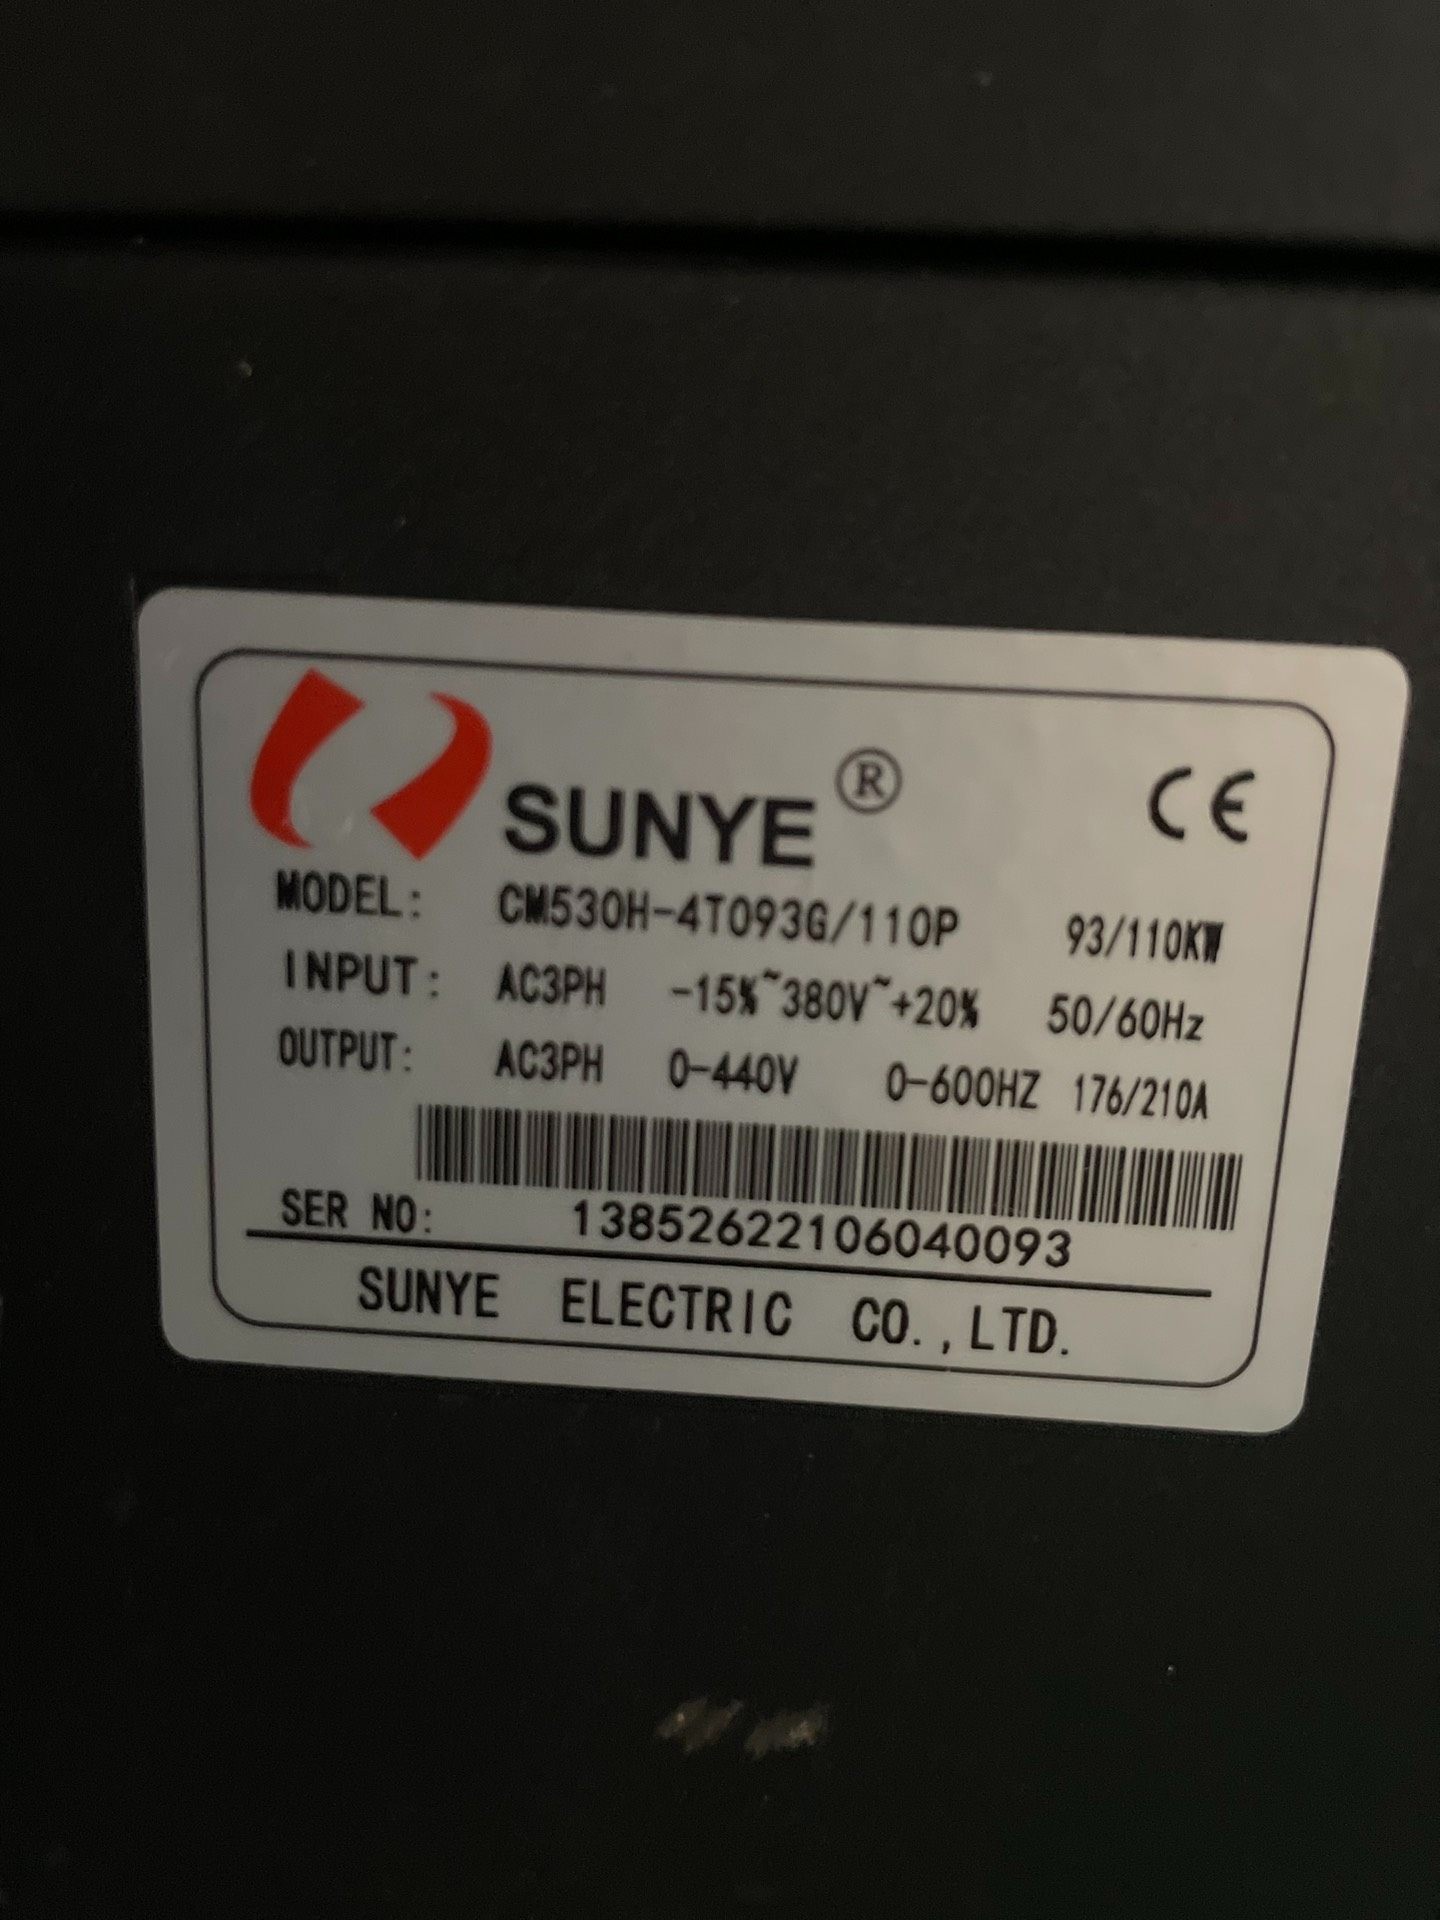 SUNYE ® CE
MODEL: CM530H-4T093G/110P 93/110KW
INPUT: AC3PH -15%~380V~+20% 50/60Hz
OUTPUT: AC3PH 0-440V 0-600HZ 176/210A
SER NO: 13852622106040093
SUNYE ELECTRIC CO.,LTD.